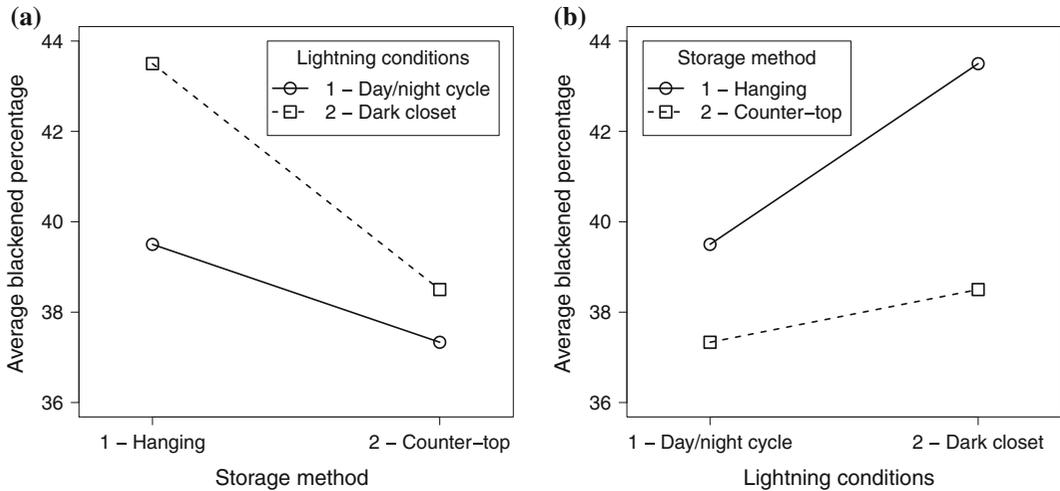 (a)
Average blackened percentage
44
42
40
38
36
Lightning conditions
1 − Day/night cycle
2 − Dark closet
1 − Hanging
2 − Counter−top
Storage method
(b)
Average blackened percentage
44
42
40
38
36
Storage method
1 − Hanging
2 − Counter−top
1 − Day/night cycle
2 − Dark closet
Lightning conditions